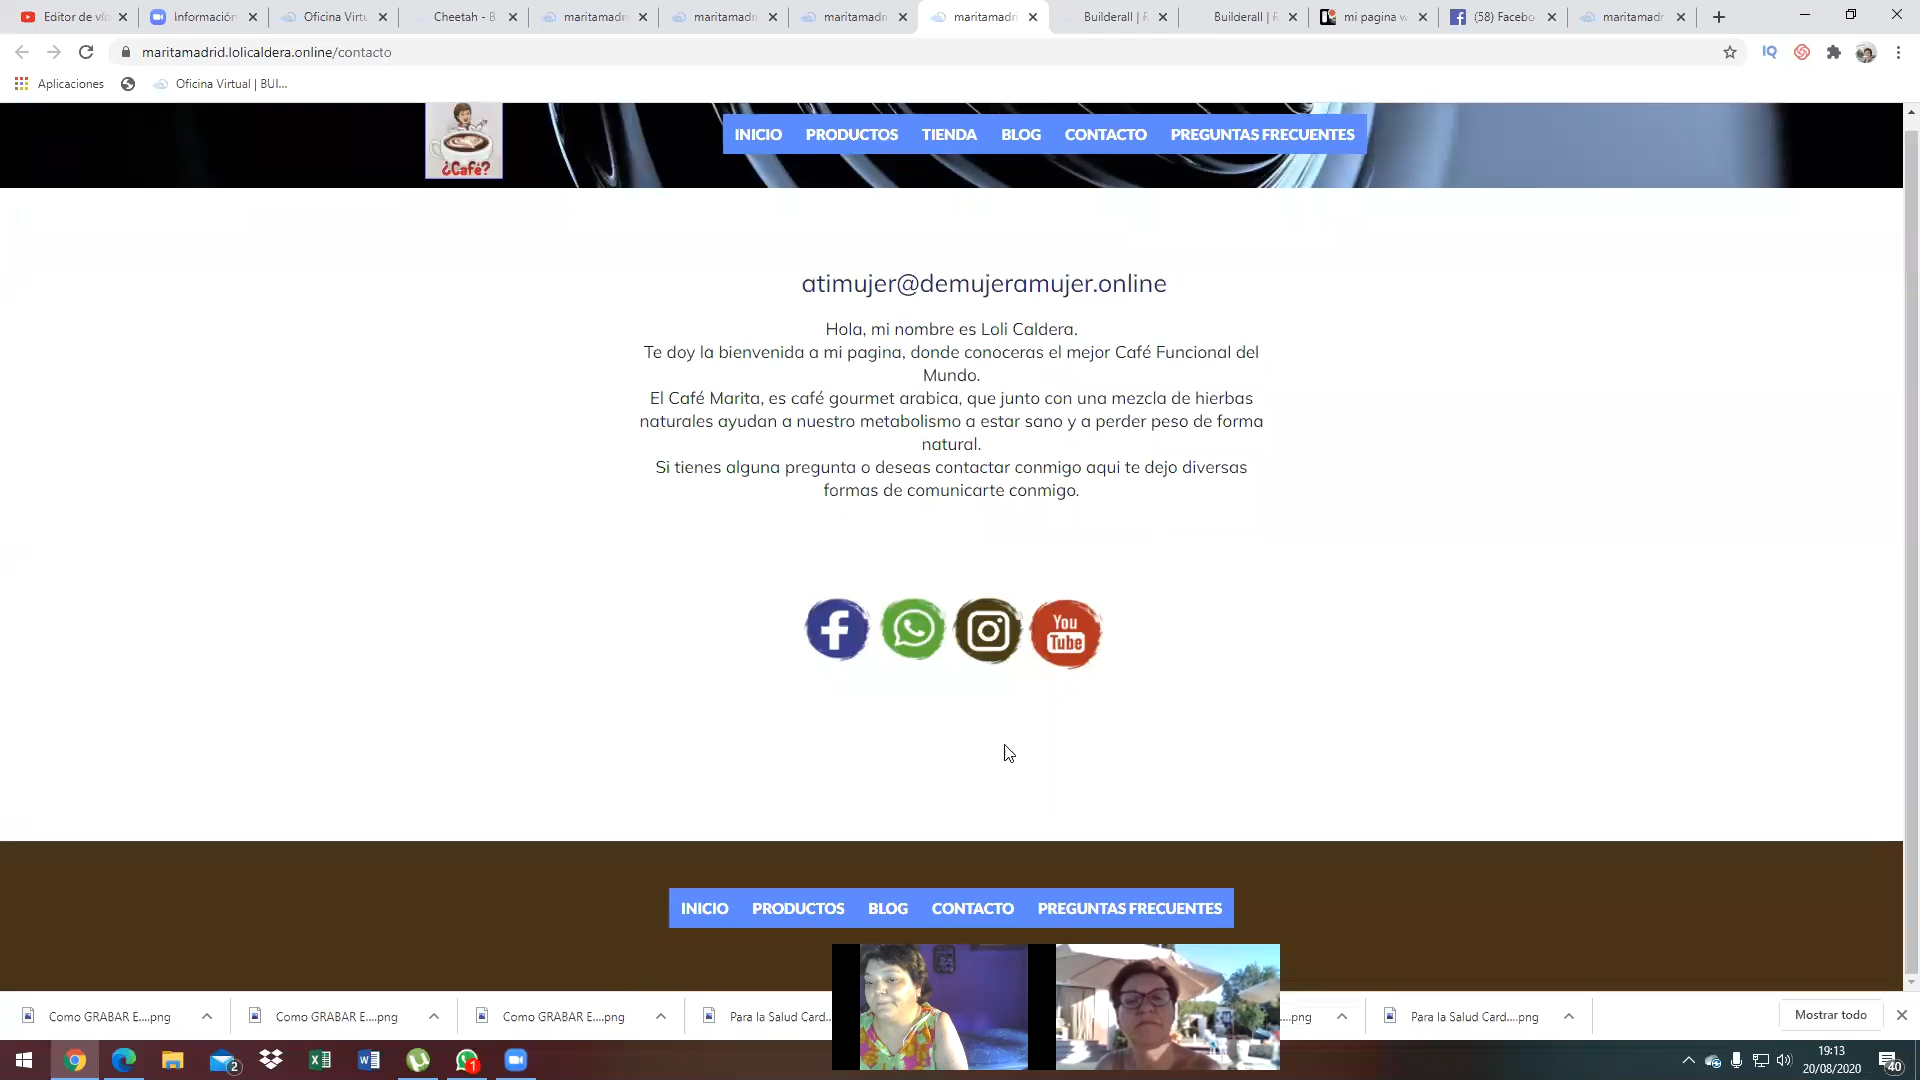 Editor de víc
Información
Oficina Virtu
Cheetah - B
maritamadr
maritamadr
maritamadr
maritamadr
Builderall | F
Builderall | F
mi pagina w
(58) Facebo
maritamadr
maritamadrid.lolicaldera.online/contacto
IQ
Aplicaciones
Oficina Virtual | BUI...
¿Café?
INICIO PRODUCTOS TIENDA BLOG CONTACTO PREGUNTAS FRECUENTES
atimujer@demujeramujer.online
Hola, mi nombre es Loli Caldera.
Te doy la bienvenida a mi pagina, donde conoceras el mejor Café Funcional del
Mundo.
El Café Marita, es café gourmet arabica, que junto con una mezcla de hierbas
naturales ayudan a nuestro metabolismo a estar sano y a perder peso de forma
natural.
Si tienes alguna pregunta o deseas contactar conmigo aqui te dejo diversas
formas de comunicarte conmigo.
You
Tube
INICIO PRODUCTOS BLOG CONTACTO PREGUNTAS FRECUENTES
Como GRABAR E....png
Como GRABAR E....png
Como GRABAR E....png
Para la Salud Card.
...png
Para la Salud Card....png
Mostrar todo
2
1
19:13
20/08/2020
40